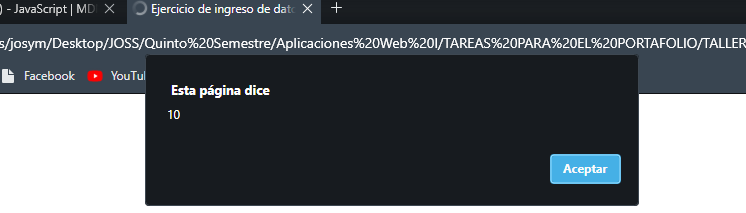 ) - JavaScript | MD
Ejercicio de ingreso de dato
s/josym/Desktop/JOSS/Quinto%20Semestre/Aplicaciones%20Web%20I/TAREAS%20PARA%20EL%20PORTAFOLIO/TALLER
Facebook
YouTu
Esta página dice
10
Aceptar